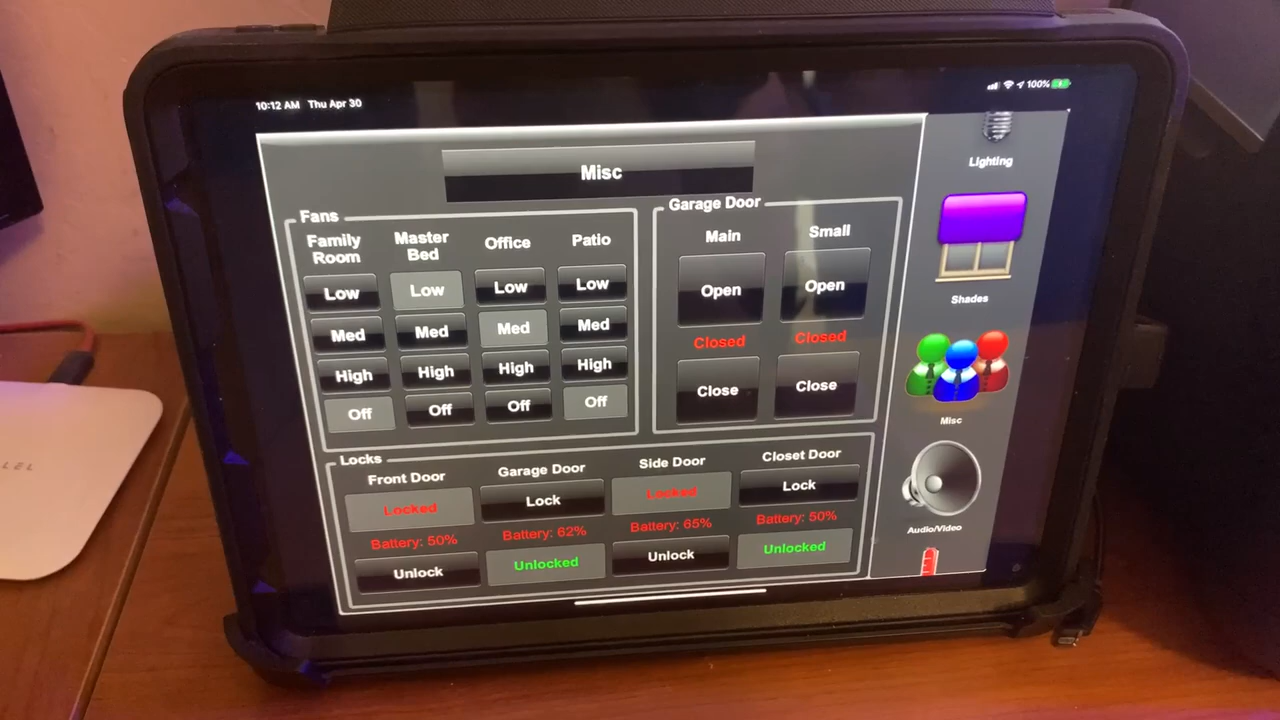 10:12 AM Thu Apr 30
100%
Misc
Fans
Family Room
Master Bed
Office
Patio
Low
Low
Low
Low
Med
Med
Med
Med
High
High
High
High
Off
Off
Off
Off
Garage Door
Main
Small
Open
Open
Closed
Closed
Close
Close
Locks
Front Door
Garage Door
Side Door
Closet Door
Locked
Lock
Locked
Lock
Battery: 50%
Battery: 62%
Battery: 65%
Battery: 50%
Unlock
Unlocked
Unlock
Unlocked
Lighting
Shades
Misc
Audio/Video